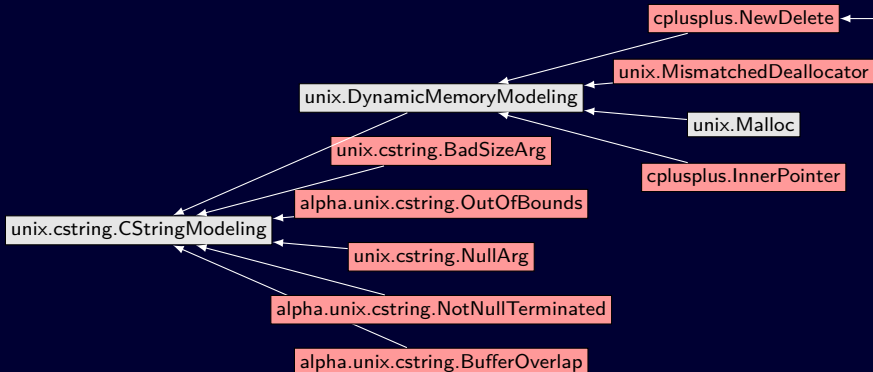 cplusplus.NewDelete
unix.MismatchedDeallocator
unix.DynamicMemoryModeling
unix.Malloc
unix.cstring.BadSizeArg
cplusplus.InnerPointer
alpha.unix.cstring.OutOfBounds
unix.cstring.CStringModeling
unix.cstring.NullArg
alpha.unix.cstring.NotNullTerminated
alpha.unix.cstring.BufferOverlap